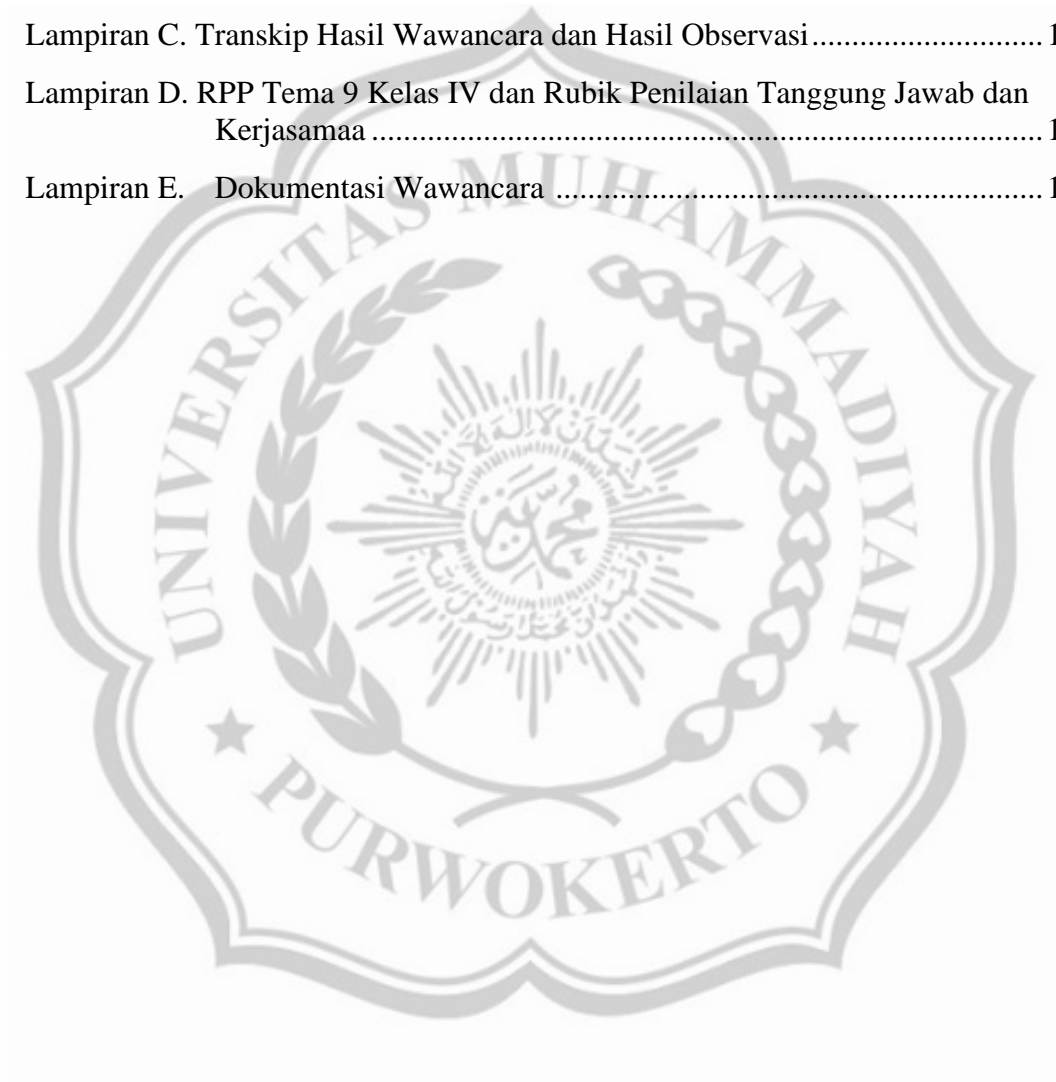 Lampiran C. Transkip Hasil Wawancara dan Hasil Observasi............................. 1
Lampiran D. RPP Tema 9 Kelas IV dan Rubik Penilaian Tanggung Jawab dan
Kerjasamaa .................................................................................... 1
Lampiran E. Dokumentasi Wawancara ............................................................. 1
UNIVERSITAS MUHAMMADIYAH
PURWOKERTO